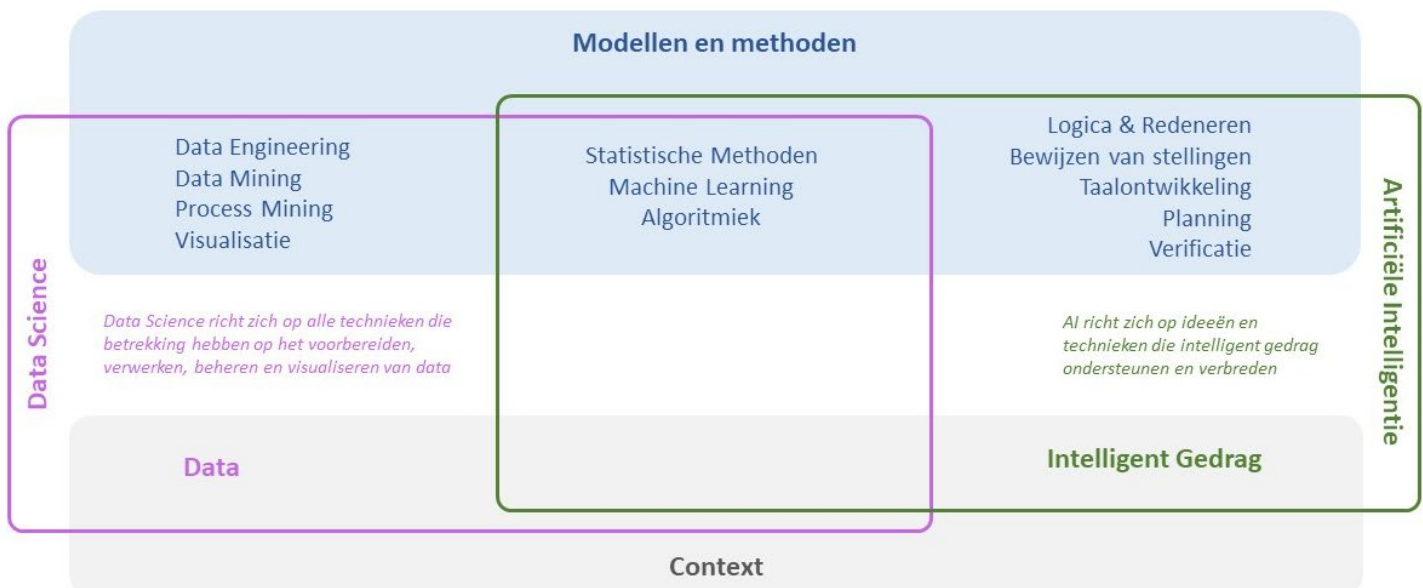 Modellen en methoden
Data Science
Data Engineering
Data Mining
Process Mining
Visualisatie
Statistische Methoden
Machine Learning
Algoritmiek
Logica & Redeneren
Bewijzen van stellingen
Taalontwikkeling
Planning
Verificatie
Artificiële Intelligentie
Data Science richt zich op alle technieken die
betrekking hebben op het voorbereiden,
verwerken, beheren en visualiseren van data
AI richt zich op ideeën en
technieken die intelligent gedrag
ondersteunen en verbreden
Data
Intelligent Gedrag
Context